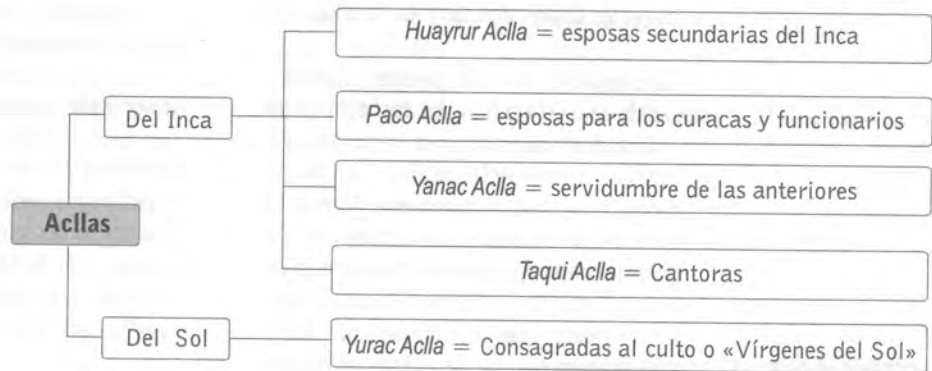 Huayrur Aclla = esposas secundarias del Inca
Del Inca
Paco Aclla = esposas para los curacas y funcionarios
Yanac Aclla = servidumbre de las anteriores
Acllas
Taqui Aclla = Cantoras
Del Sol
Yurac Aclla = Consagradas al culto o «Vírgenes del Sol»